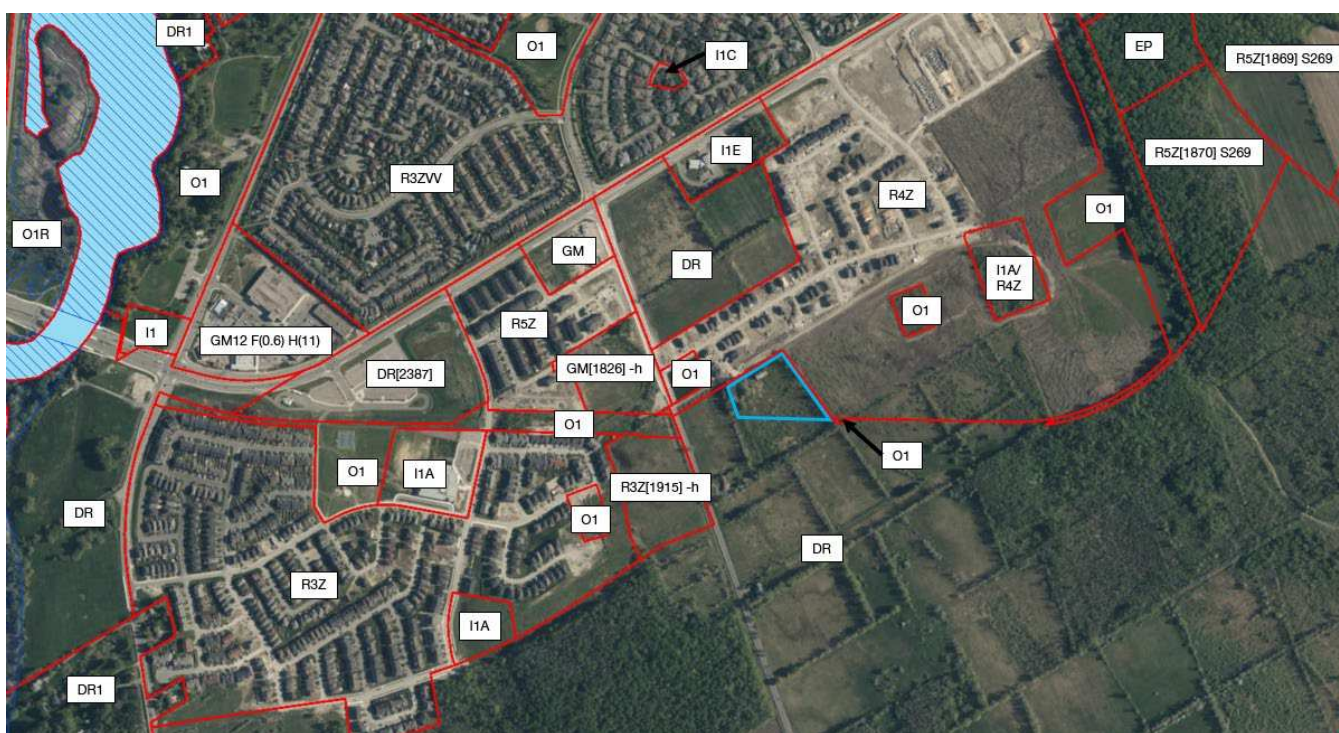 DR1
O1
I1C
EP
R5Z[1869] S269
I1E
R5Z[1870] S269
O1
R3ZVV
R4Z
O1
O1R
GM
DR
I1A/
R4Z
O1
I1
R5Z
GM12 F(0.6) H(11)
DR[2387]
GM[1826] -h
O1
O1
O1
O1
I1A
R3Z[1915] -h
DR
O1
DR
R3Z
I1A
DR1